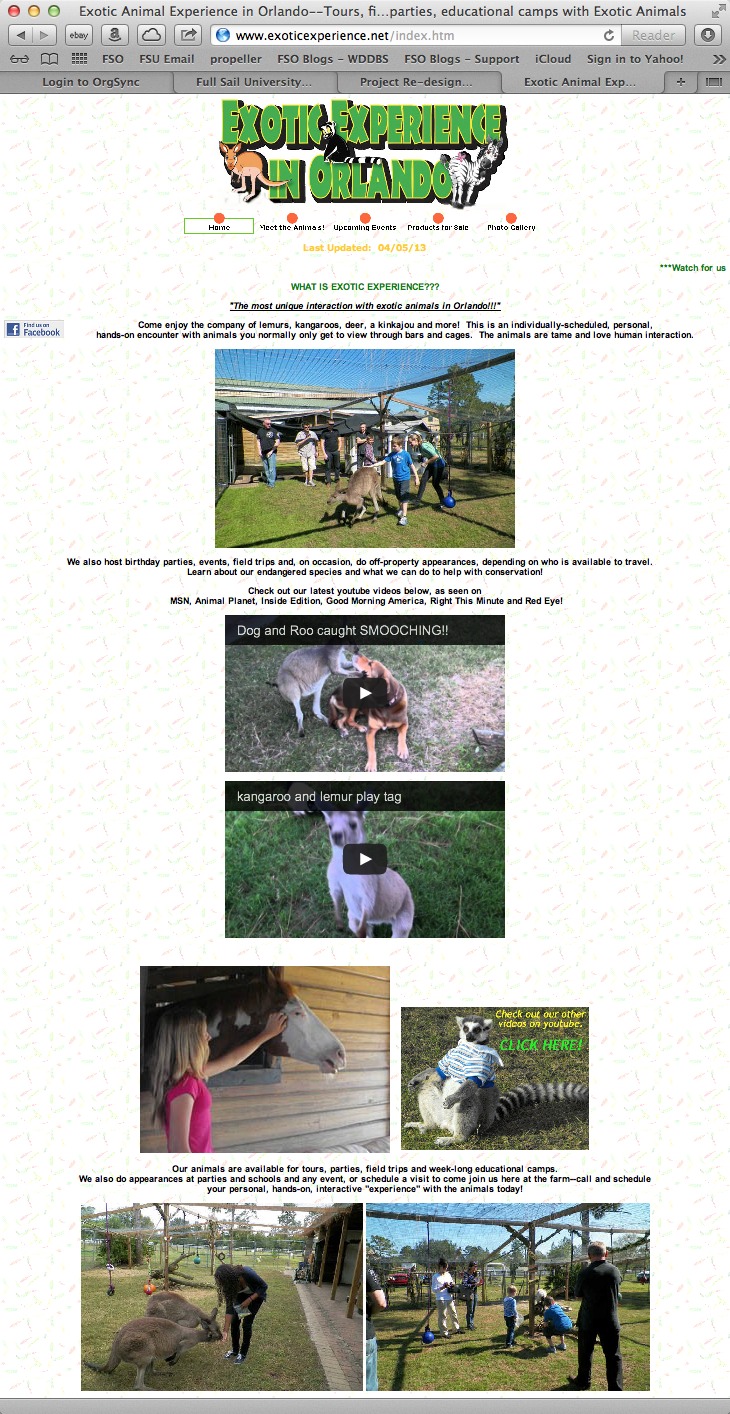 Exotic Animal Experience in Orlando--Tours, fi...parties, educational camps with Exotic Animals
ebay
www.exoticexperience.net/index.htm
Reader
FSO
FSU Email
propeller
FSO Blogs - WDDBS
FSO Blogs - Support
iCloud
Sign in to Yahoo!
Login to OrgSync
Full Sail University...
Project Re-design...
Exotic Animal Exp...
EXOTIC EXPERIENCE
IN ORLANDO
Home
Meet the Animals!
Upcoming Events
Products for Sale
Photo Gallery
Last Updated: 04/05/13
***Watch for us
WHAT IS EXOTIC EXPERIENCE???
"The most unique interaction with exotic animals in Orlando!!!"
Find us on
Facebook
Come enjoy the company of lemurs, kangaroos, deer, a kinkajou and more! This is an individually-scheduled, personal,
hands-on encounter with animals you normally only get to view through bars and cages. The animals are tame and love human interaction.
We also host birthday parties, events, field trips and, on occasion, do off-property appearances, depending on who is available to travel.
Learn about our endangered species and what we can do to help with conservation!
Check out our latest youtube videos below, as seen on
MSN, Animal Planet, Inside Edition, Good Morning America, Right This Minute and Red Eye!
Dog and Roo caught SMOOCHING!!
kangaroo and lemur play tag
Check out our other
videos on youtube.
CLICK HERE!
Our animals are available for tours, parties, field trips and week-long educational camps.
We also do appearances at parties and schools and any event, or schedule a visit to come join us here at the farm--call and schedule
your personal, hands-on, interactive "experience" with the animals today!